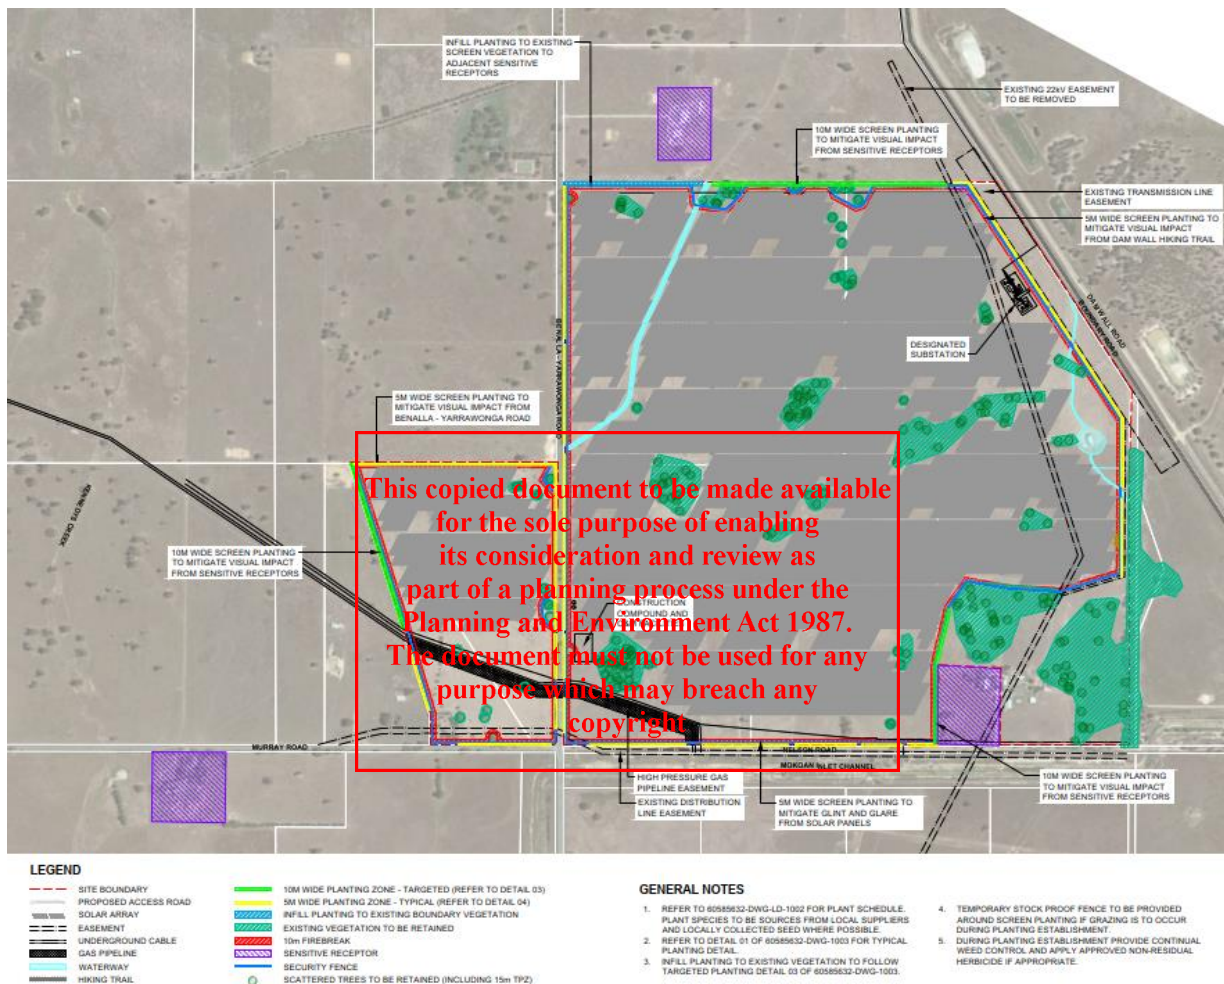 INFILL PLANTING TO EXISTING
SCREEN VEGETATION TO
ADJACENT SENSITIVE
RECEPTORS
EXISTING 22kV EASEMENT
TO BE REMOVED
10M WIDE SCREEN PLANTING
TO MITIGATE VISUAL IMPACT
FROM SENSITIVE RECEPTORS
EXISTING TRANSMISSION LINE
EASEMENT
5M WIDE SCREEN PLANTING TO
MITIGATE VISUAL IMPACT
FROM DAM WALL HIKING TRAIL
DAM WALL ROAD
BOUNDARY ROAD
DESIGNATED
SUBSTATION
BENALLA - YARRAWONGA ROAD
5M WIDE SCREEN PLANTING TO
MITIGATE VISUAL IMPACT FROM
BENALLA - YARRAWONGA ROAD
KENNEDYS CREEK
10M WIDE SCREEN PLANTING
TO MITIGATE VISUAL IMPACT
FROM SENSITIVE RECEPTORS
This copied document to be made available
for the sole purpose of enabling
its consideration and review as
part of a planning process under the
Planning and Environment Act 1987.
The document must not be used for any
purpose which may breach any
copyright
CONSTRUCTION
COMPOUND AND
MURRAY ROAD
NELSON ROAD
MOKOAN INLET CHANNEL
HIGH PRESSURE GAS
PIPELINE EASEMENT
EXISTING DISTRIBUTION
LINE EASEMENT
5M WIDE SCREEN PLANTING TO
MITIGATE GLINT AND GLARE
FROM SOLAR PANELS
10M WIDE SCREEN PLANTING
TO MITIGATE VISUAL IMPACT
FROM SENSITIVE RECEPTORS
LEGEND
SITE BOUNDARY
PROPOSED ACCESS ROAD
SOLAR ARRAY
EASEMENT
UNDERGROUND CABLE
GAS PIPELINE
WATERWAY
HIKING TRAIL
10M WIDE PLANTING ZONE - TARGETED (REFER TO DETAIL 03)
5M WIDE PLANTING ZONE - TYPICAL (REFER TO DETAIL 04)
INFILL PLANTING TO EXISTING BOUNDARY VEGETATION
EXISTING VEGETATION TO BE RETAINED
10m FIREBREAK
SENSITIVE RECEPTOR
SECURITY FENCE
SCATTERED TREES TO BE RETAINED (INCLUDING 15m TPZ)
GENERAL NOTES
1. REFER TO 60585632-DWG-LD-1002 FOR PLANT SCHEDULE.
PLANT SPECIES TO BE SOURCES FROM LOCAL SUPPLIERS
AND LOCALLY COLLECTED SEED WHERE POSSIBLE.
2. REFER TO DETAIL 01 OF 60585632-DWG-1003 FOR TYPICAL
PLANTING DETAIL.
3. INFILL PLANTING TO EXISTING VEGETATION TO FOLLOW
TARGETED PLANTING DETAIL 03 OF 60585632-DWG-1003.
4. TEMPORARY STOCK PROOF FENCE TO BE PROVIDED
AROUND SCREEN PLANTING IF GRAZING IS TO OCCUR
DURING PLANTING ESTABLISHMENT.
5. DURING PLANTING ESTABLISHMENT PROVIDE CONTINUAL
WEED CONTROL AND APPLY APPROVED NON-RESIDUAL
HERBICIDE IF APPROPRIATE.